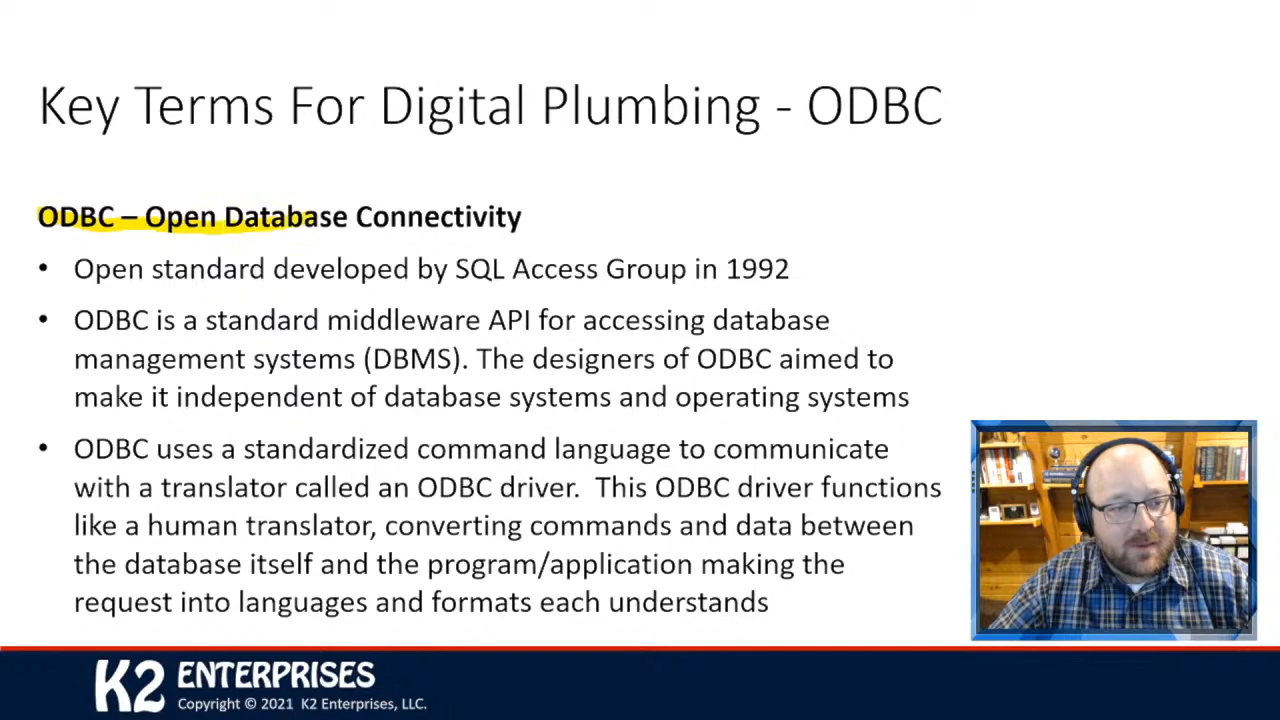 Key Terms For Digital Plumbing - ODBC
ODBC – Open Database Connectivity
• Open standard developed by SQL Access Group in 1992
• ODBC is a standard middleware API for accessing database
management systems (DBMS). The designers of ODBC aimed to
make it independent of database systems and operating systems
• ODBC uses a standardized command language to communicate
with a translator called an ODBC driver.  This ODBC driver functions
like a human translator, converting commands and data between
the database itself and the program/application making the
request into languages and formats each understands
K2 ENTERPRISES
Copyright © 2021 K2 Enterprises, LLC.